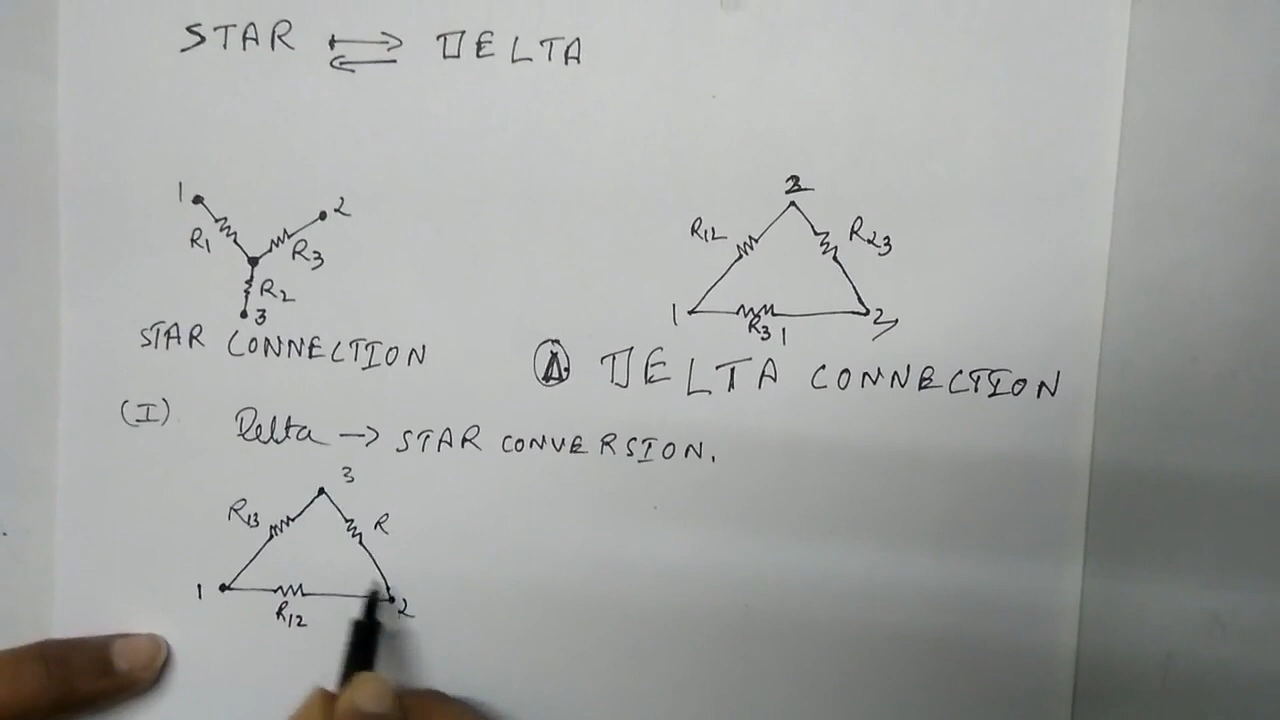 STAR ⇌ DELTA
1 2
R1 R3
R2
3
STAR CONNECTION
R12 R23
1 2
R31
Δ DELTA CONNECTION
(I) Delta → STAR CONVERSION.
3
R13 R
1 2
R12